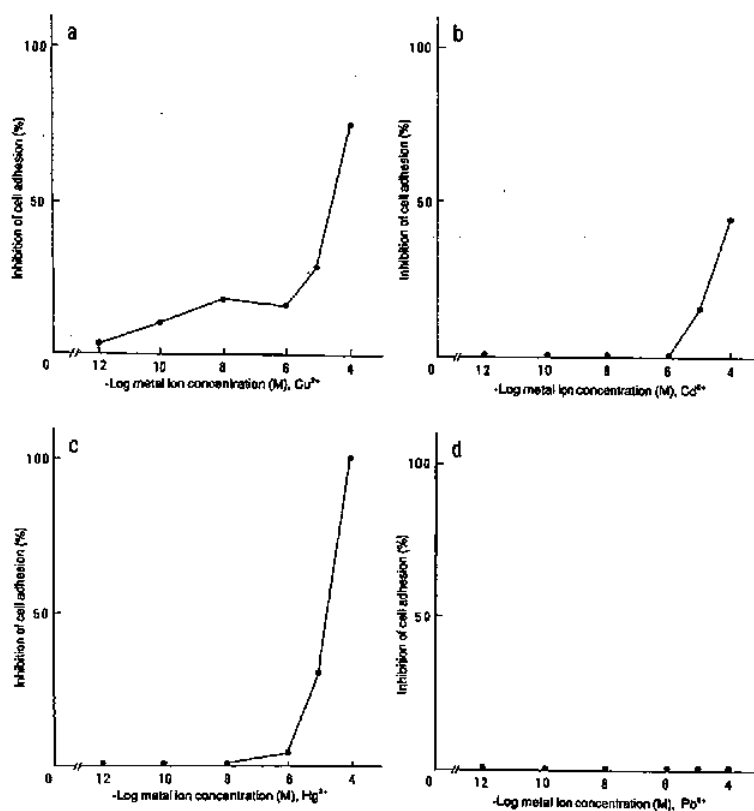 a
100
50
Inhibition of cell adhesion (%)
0
12 10 8 6 4
-Log metal ion concentration (M), Cu²⁺
b
100
50
Inhibition of cell adhesion (%)
0
12 10 8 6 4
-Log metal ion concentration (M), Cd²⁺
c
100
50
Inhibition of cell adhesion (%)
0
12 10 8 6 4
-Log metal ion concentration (M), Hg²⁺
d
100
50
Inhibition of cell adhesion (%)
0
12 10 8 6 5 4
-Log metal ion concentration (M), Pb²⁺